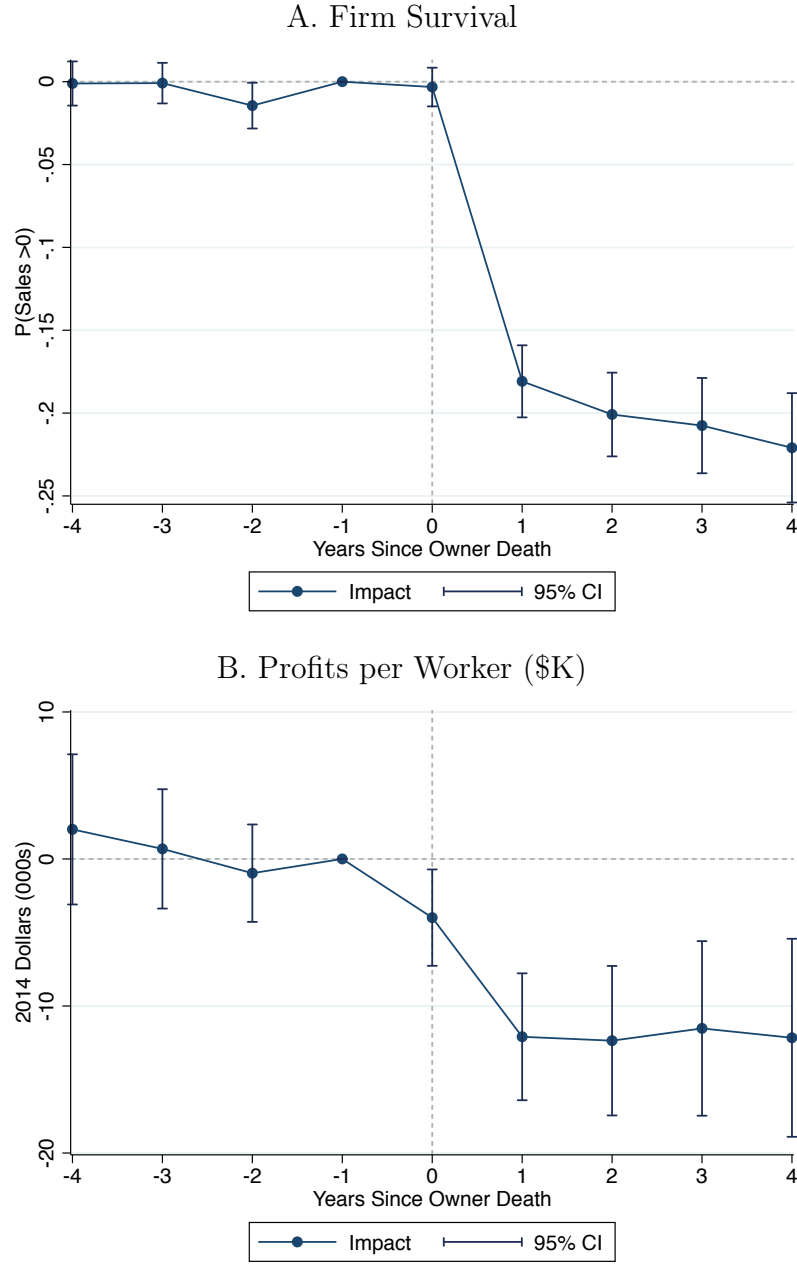 A. Firm Survival
P(Sales >0)
0
-.05
-.1
-.15
-.2
-.25
-4 -3 -2 -1 0 1 2 3 4
Years Since Owner Death
Impact 95% CI
B. Profits per Worker ($K)
2014 Dollars (000s)
10
0
-10
-20
-4 -3 -2 -1 0 1 2 3 4
Years Since Owner Death
Impact 95% CI